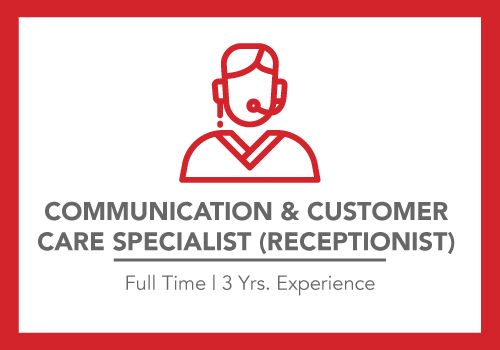 COMMUNICATION & CUSTOMER
CARE SPECIALIST (RECEPTIONIST)
Full Time | 3 Yrs. Experience